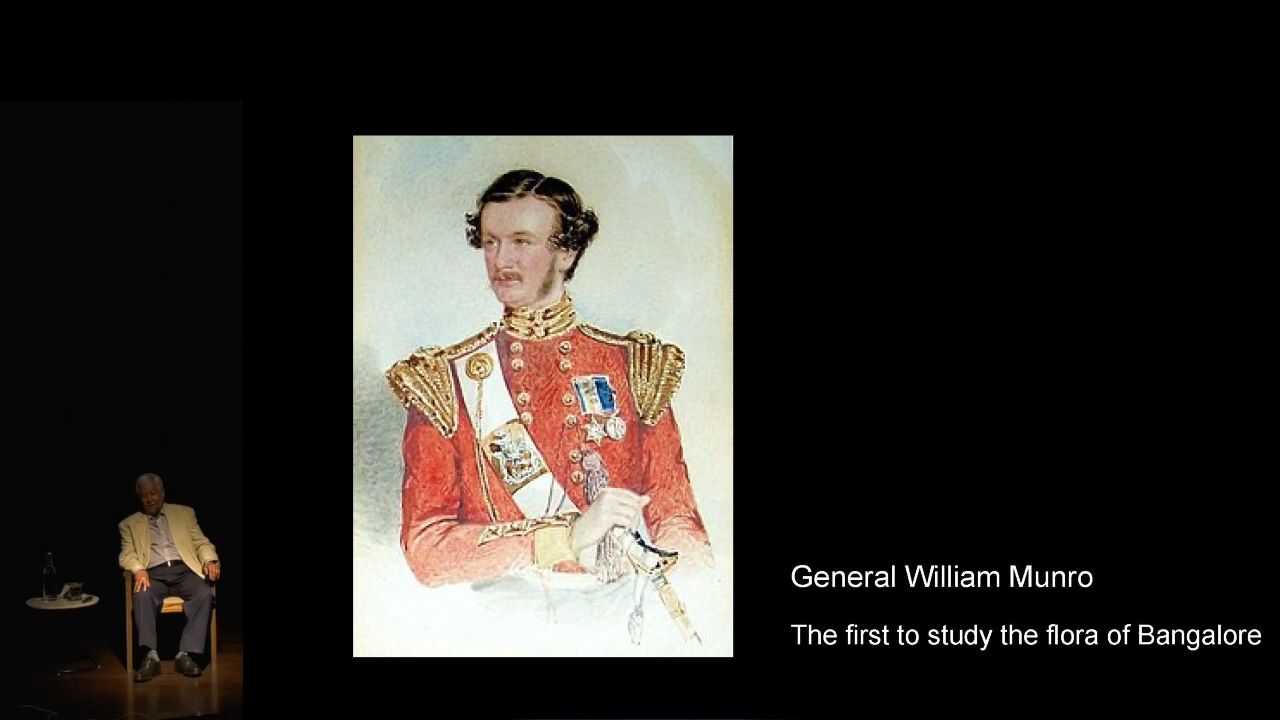 General William Munro
The first to study the flora of Bangalore